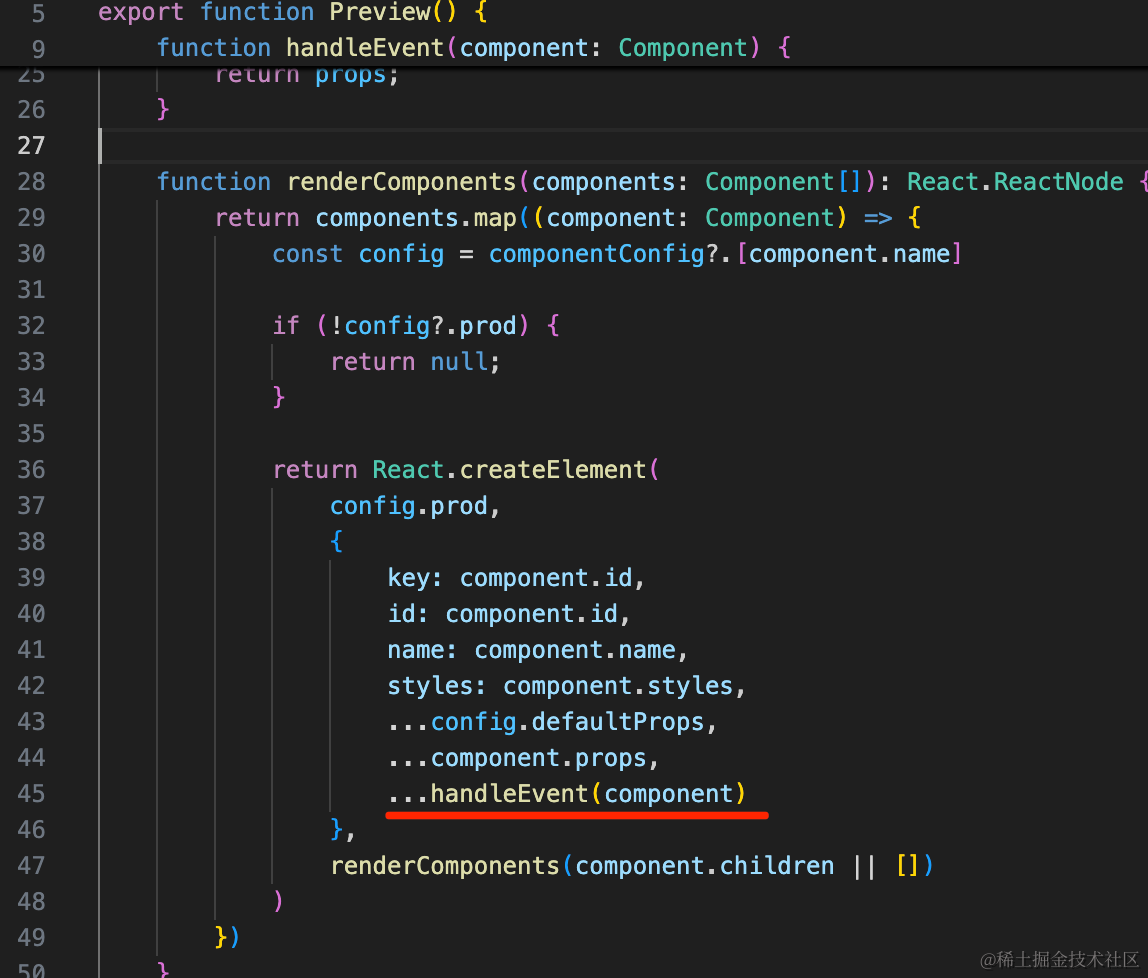 5 export function Preview() {
9 function handleEvent(component: Component) {
25 return props;
26 }
27
28 function renderComponents(components: Component[]): React.ReactNode {
29 return components.map((component: Component) => {
30 const config = componentConfig?.[component.name]
31
32 if (!config?.prod) {
33 return null;
34 }
35
36 return React.createElement(
37 config.prod,
38 {
39 key: component.id,
40 id: component.id,
41 name: component.name,
42 styles: component.styles,
43 ...config.defaultProps,
44 ...component.props,
45 ...handleEvent(component)
46 },
47 renderComponents(component.children || [])
48 )
49 })
50 }
@稀土掘金技术社区